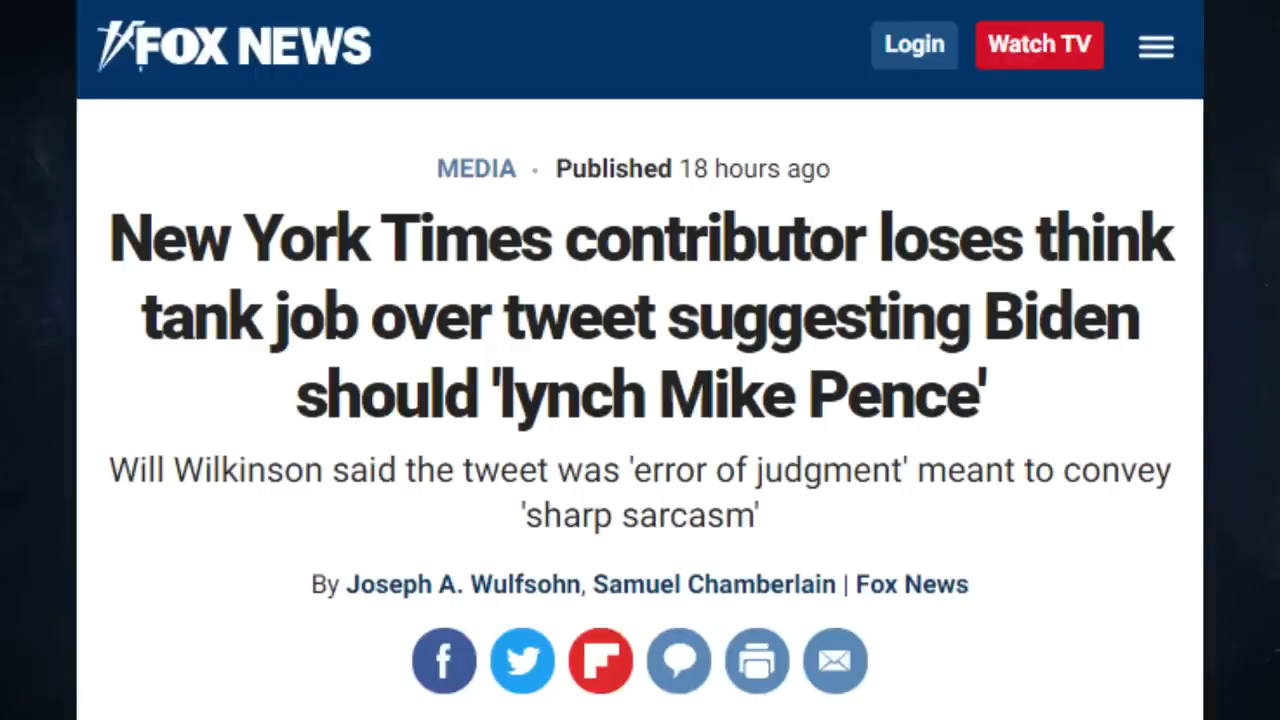 FOX NEWS
Login
Watch TV
MEDIA · Published 18 hours ago
New York Times contributor loses think
tank job over tweet suggesting Biden
should 'lynch Mike Pence'
Will Wilkinson said the tweet was 'error of judgment' meant to convey
'sharp sarcasm'
By Joseph A. Wulfsohn, Samuel Chamberlain | Fox News